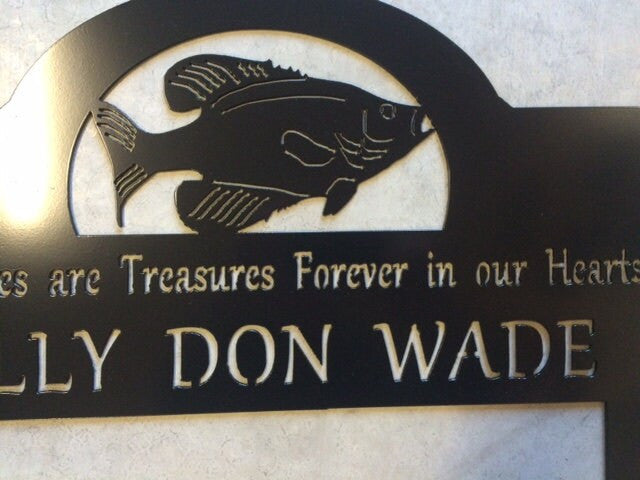 es are Treasures Forever in our Hearts
LLY DON WADE